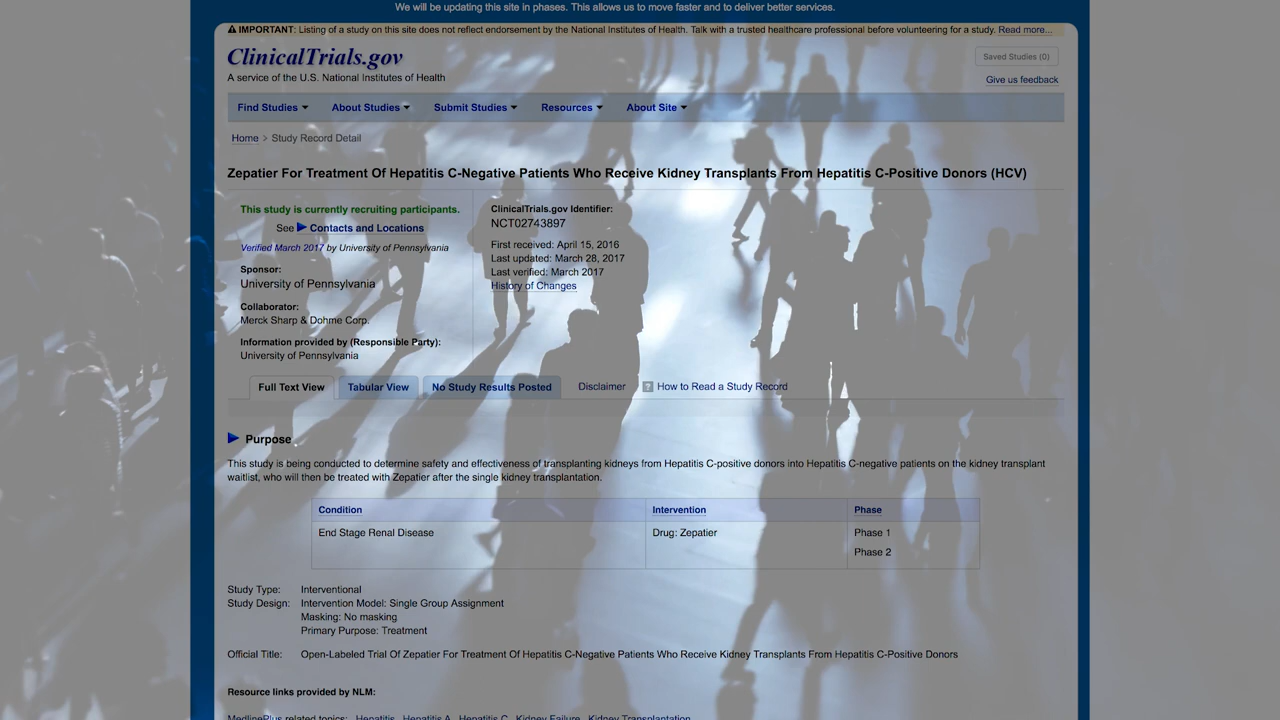 We will be updating this site in phases. This allows us to move faster and to deliver better services.
IMPORTANT: Listing of a study on this site does not reflect endorsement by the National Institutes of Health. Talk with a trusted healthcare professional before volunteering for a study. Read more...
ClinicalTrials.gov
Saved Studies (0)
A service of the U.S. National Institutes of Health
Give us feedback
Find Studies About Studies Submit Studies Resources About Site
Home > Study Record Detail
Zepatier For Treatment Of Hepatitis C-Negative Patients Who Receive Kidney Transplants From Hepatitis C-Positive Donors (HCV)
This study is currently recruiting participants.
See Contacts and Locations
Verified March 2017 by University of Pennsylvania
Sponsor:
University of Pennsylvania
Collaborator:
Merck Sharp & Dohme Corp.
Information provided by (Responsible Party):
University of Pennsylvania
ClinicalTrials.gov Identifier:
NCT02743897
First received: April 15, 2016
Last updated: March 28, 2017
Last verified: March 2017
History of Changes
Full Text View Tabular View No Study Results Posted Disclaimer ? How to Read a Study Record
Purpose
This study is being conducted to determine safety and effectiveness of transplanting kidneys from Hepatitis C-positive donors into Hepatitis C-negative patients on the kidney transplant
waitlist, who will then be treated with Zepatier after the single kidney transplantation.
Condition Intervention Phase
End Stage Renal Disease Drug: Zepatier Phase 1
Phase 2
Study Type: Interventional
Study Design: Intervention Model: Single Group Assignment
Masking: No masking
Primary Purpose: Treatment
Official Title: Open-Labeled Trial Of Zepatier For Treatment Of Hepatitis C-Negative Patients Who Receive Kidney Transplants From Hepatitis C-Positive Donors
Resource links provided by NLM:
MedlinePlus related topics: Hepatitis Hepatitis A Hepatitis C Kidney Failure Kidney Transplantation